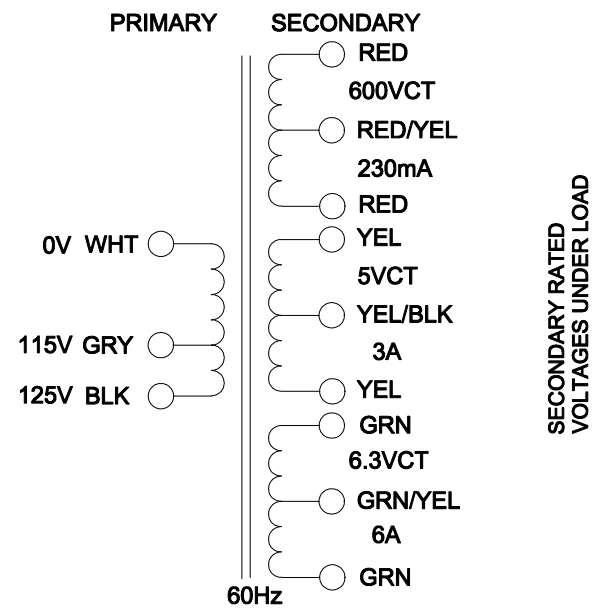 PRIMARY
SECONDARY
RED
600VCT
RED/YEL
230mA
RED
0V WHT
YEL
5VCT
115V GRY
YEL/BLK
3A
125V BLK
YEL
GRN
6.3VCT
GRN/YEL
6A
GRN
60Hz
SECONDARY RATED
VOLTAGES UNDER LOAD